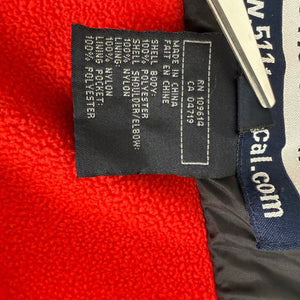 RN 109614
CA 04719
MADE IN CHINA
FAIT EN CHINE
SHELL BODY:
100% POLYESTER
SHELL SHOULDER/ELBOW:
100% NYLON
LINING:
100% NYLON
LINING, POCKET:
100% POLYESTER
w.511
cal.com